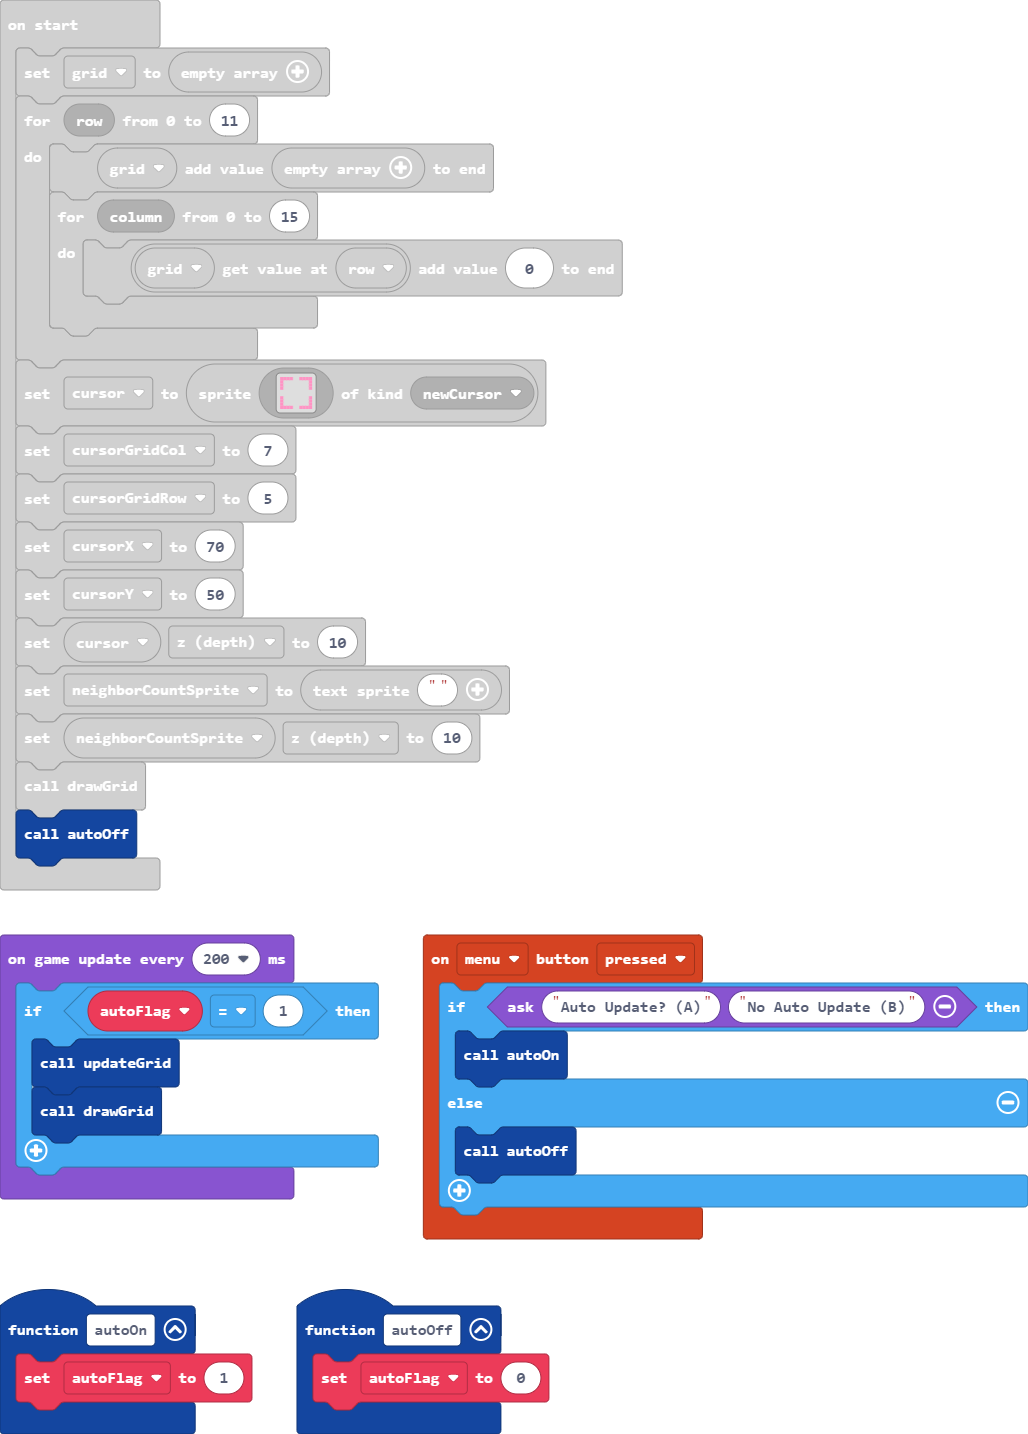 on start
set grid to empty array
for row from 0 to 11
do grid add value empty array to end
for column from 0 to 15
do grid get value at row add value 0 to end
set cursor to sprite of kind newCursor
set cursorGridCol to 7
set cursorGridRow to 5
set cursorX to 70
set cursorY to 50
set cursor z (depth) to 10
set neighborCountSprite to text sprite " "
set neighborCountSprite z (depth) to 10
call drawGrid
call autoOff
on game update every 200 ms
if autoFlag = 1 then
call updateGrid
call drawGrid
on menu button pressed
if ask "Auto Update? (A)" "No Auto Update (B)" then
call autoOn
else
call autoOff
function autoOn
set autoFlag to 1
function autoOff
set autoFlag to 0